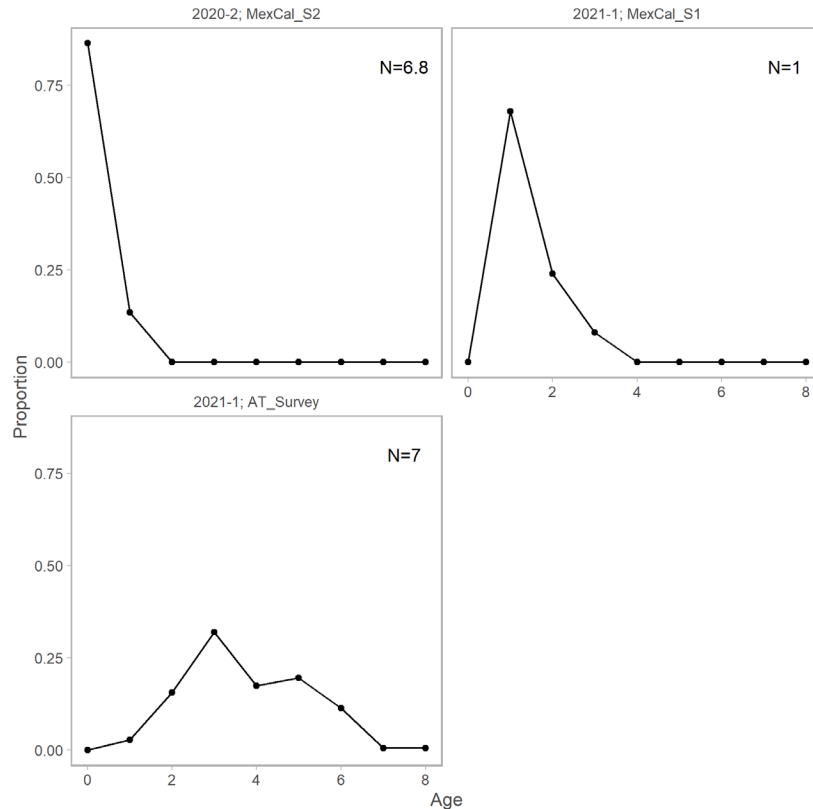 2020-2; MexCal_S2
2021-1; MexCal_S1
N=6.8
N=1
0.75
0.50
0.25
0.00
0 2 4 6 8
2021-1; AT_Survey
N=7
0.75
0.50
0.25
0.00
0 2 4 6 8
Proportion
Age